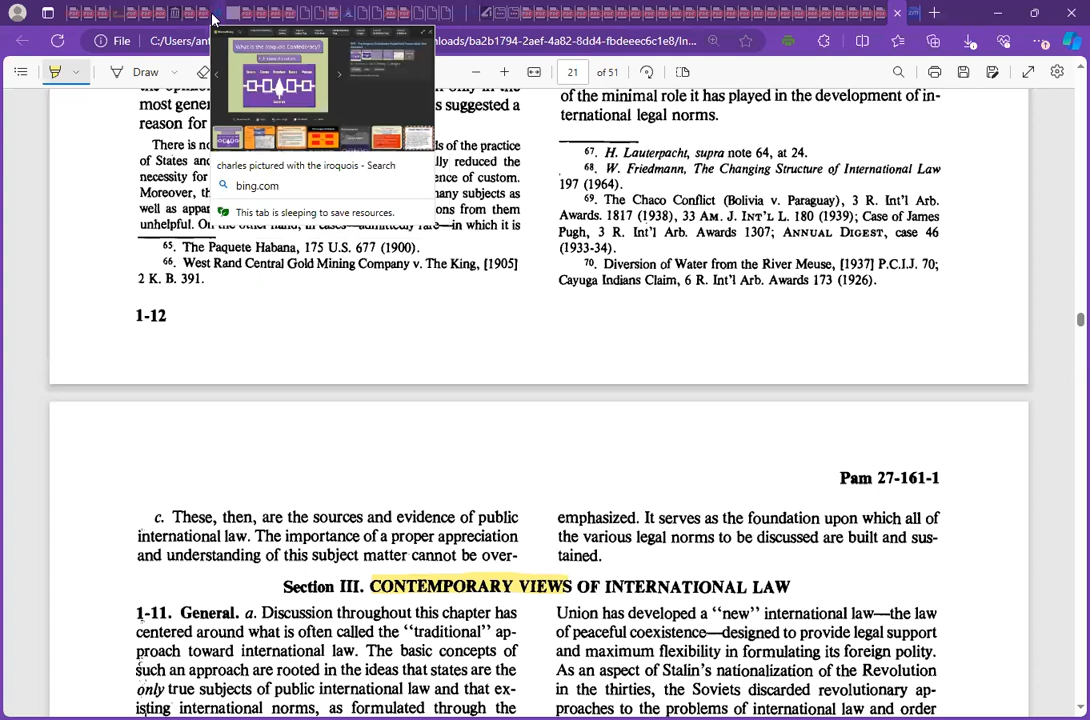 File
C:/Users/ant
nloads/ba2b1794-2aef-4a82-8dd4-fbdeeec6c1e8/In...
Draw
21
of 51
What is the Iroquois Confederacy?
charles pictured with the iroquois - Search
bing.com
This tab is sleeping to save resources.
only in the
most gener
s suggested a
reason for
There is no
ls of the practice
of States and
lly reduced the
necessity for
ence of custom.
Moreover, th
many subjects as
well as appar
ons from them
unhelpful. On the other hand, in cases—admittedly rare—in which it is
65. The Paquete Habana, 175 U.S. 677 (1900).
66. West Rand Central Gold Mining Company v. The King, [1905]
2 K. B. 391.
1-12
of the minimal role it has played in the development of in-
ternational legal norms.
67. H. Lauterpacht, supra note 64, at 24.
68. W. Friedmann, The Changing Structure of International Law
197 (1964).
69. The Chaco Conflict (Bolivia v. Paraguay), 3 R. Int'l Arb.
Awards. 1817 (1938), 33 AM. J. INT'L L. 180 (1939); Case of James
Pugh, 3 R. Int'l Arb. Awards 1307; ANNUAL DIGEST, case 46
(1933-34).
70. Diversion of Water from the River Meuse, [1937] P.C.I.J. 70;
Cayuga Indians Claim, 6 R. Int'l Arb. Awards 173 (1926).
Pam 27-161-1
c. These, then, are the sources and evidence of public
international law. The importance of a proper appreciation
and understanding of this subject matter cannot be over-
emphasized. It serves as the foundation upon which all of
the various legal norms to be discussed are built and sus-
tained.
Section III. CONTEMPORARY VIEWS OF INTERNATIONAL LAW
1-11. General. a. Discussion throughout this chapter has
centered around what is often called the "traditional" ap-
proach toward international law. The basic concepts of
such an approach are rooted in the ideas that states are the
only true subjects of public international law and that ex-
isting international norms, as formulated through the
Union has developed a "new" international law—the law
of peaceful coexistence—designed to provide legal support
and maximum flexibility in formulating its foreign polity.
As an aspect of Stalin's nationalization of the Revolution
in the thirties, the Soviets discarded revolutionary ap-
proaches to the problems of international law and order